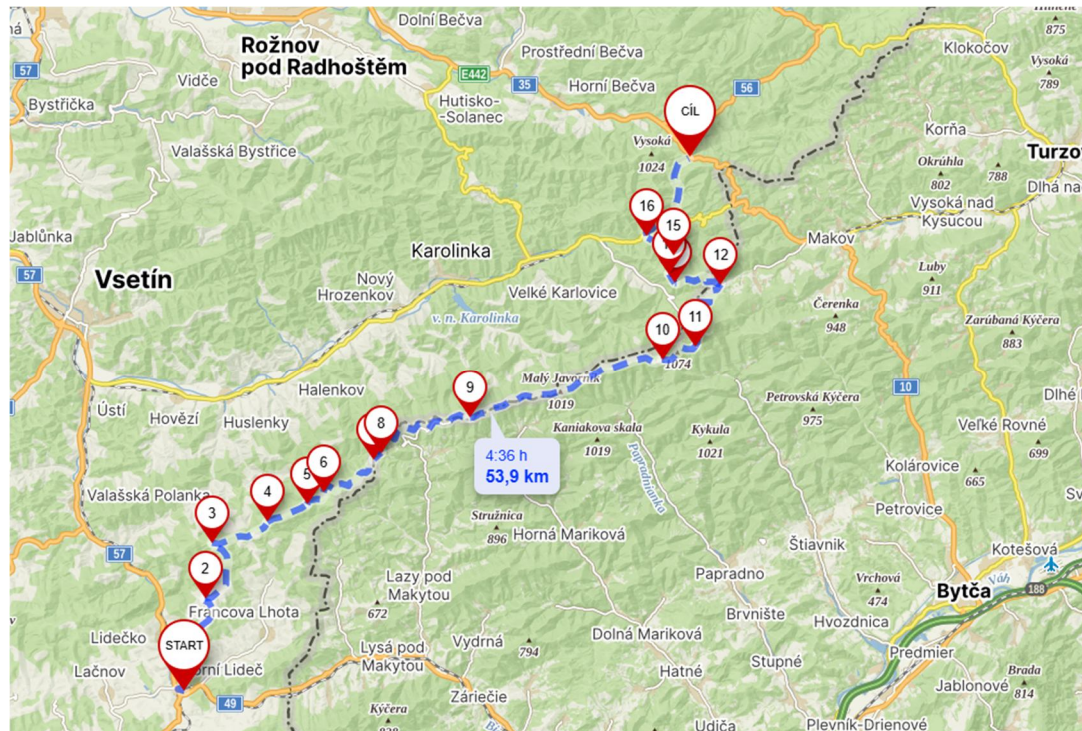 Dolní Bečva
875
Klokočov
Rožnov
pod Radhoštěm
57
Prostřední Bečva
Vysoká
789
E442
Vidče
35
Horní Bečva
56
Bystřička
Hutisko-
-Solanec
CÍL
Korňa
Vysoká
1024
Turzo
Valašská Bystřice
Okrúhla
802
788
Dlhá na
16
Vysoká nad
Kysucou
15
Jablůnka
Makov
Karolinka
12
57
Vsetín
Nový
Hrozenkov
Velké Karlovice
Luby
911
Čerenka
948
v. n. Karolinka
11
Zarúbaná Kýčera
883
10
1074
Malý Javorník
1019
9
10
Halenkov
Petrovská Kýčera
975
Dlhé
Ústí
Hovězí
Huslenky
8
Kaniakova skala
1019
Kykula
1021
Veľké Rovné
699
4:36 h
53,9 km
Papradnianka
Kolárovice
665
5
6
Valašská Polanka
4
3
Petrovice
Stružnica
896
Horná Mariková
57
Štiavnik
Kotešová
2
Lazy pod
Makytou
Papradno
Vrchová
474
Bytča
Váh
188
Francova Lhota
672
Brvnište
Hvozdnica
Lidečko
START
Dolná Mariková
Vydrná
794
Lysá pod
Makytou
Predmier
Lačnov
orní Lideč
Stupné
Hatné
Brada
814
Jablonové
49
Záriečie
Kýčera
Udiča
Plevník-Drienové